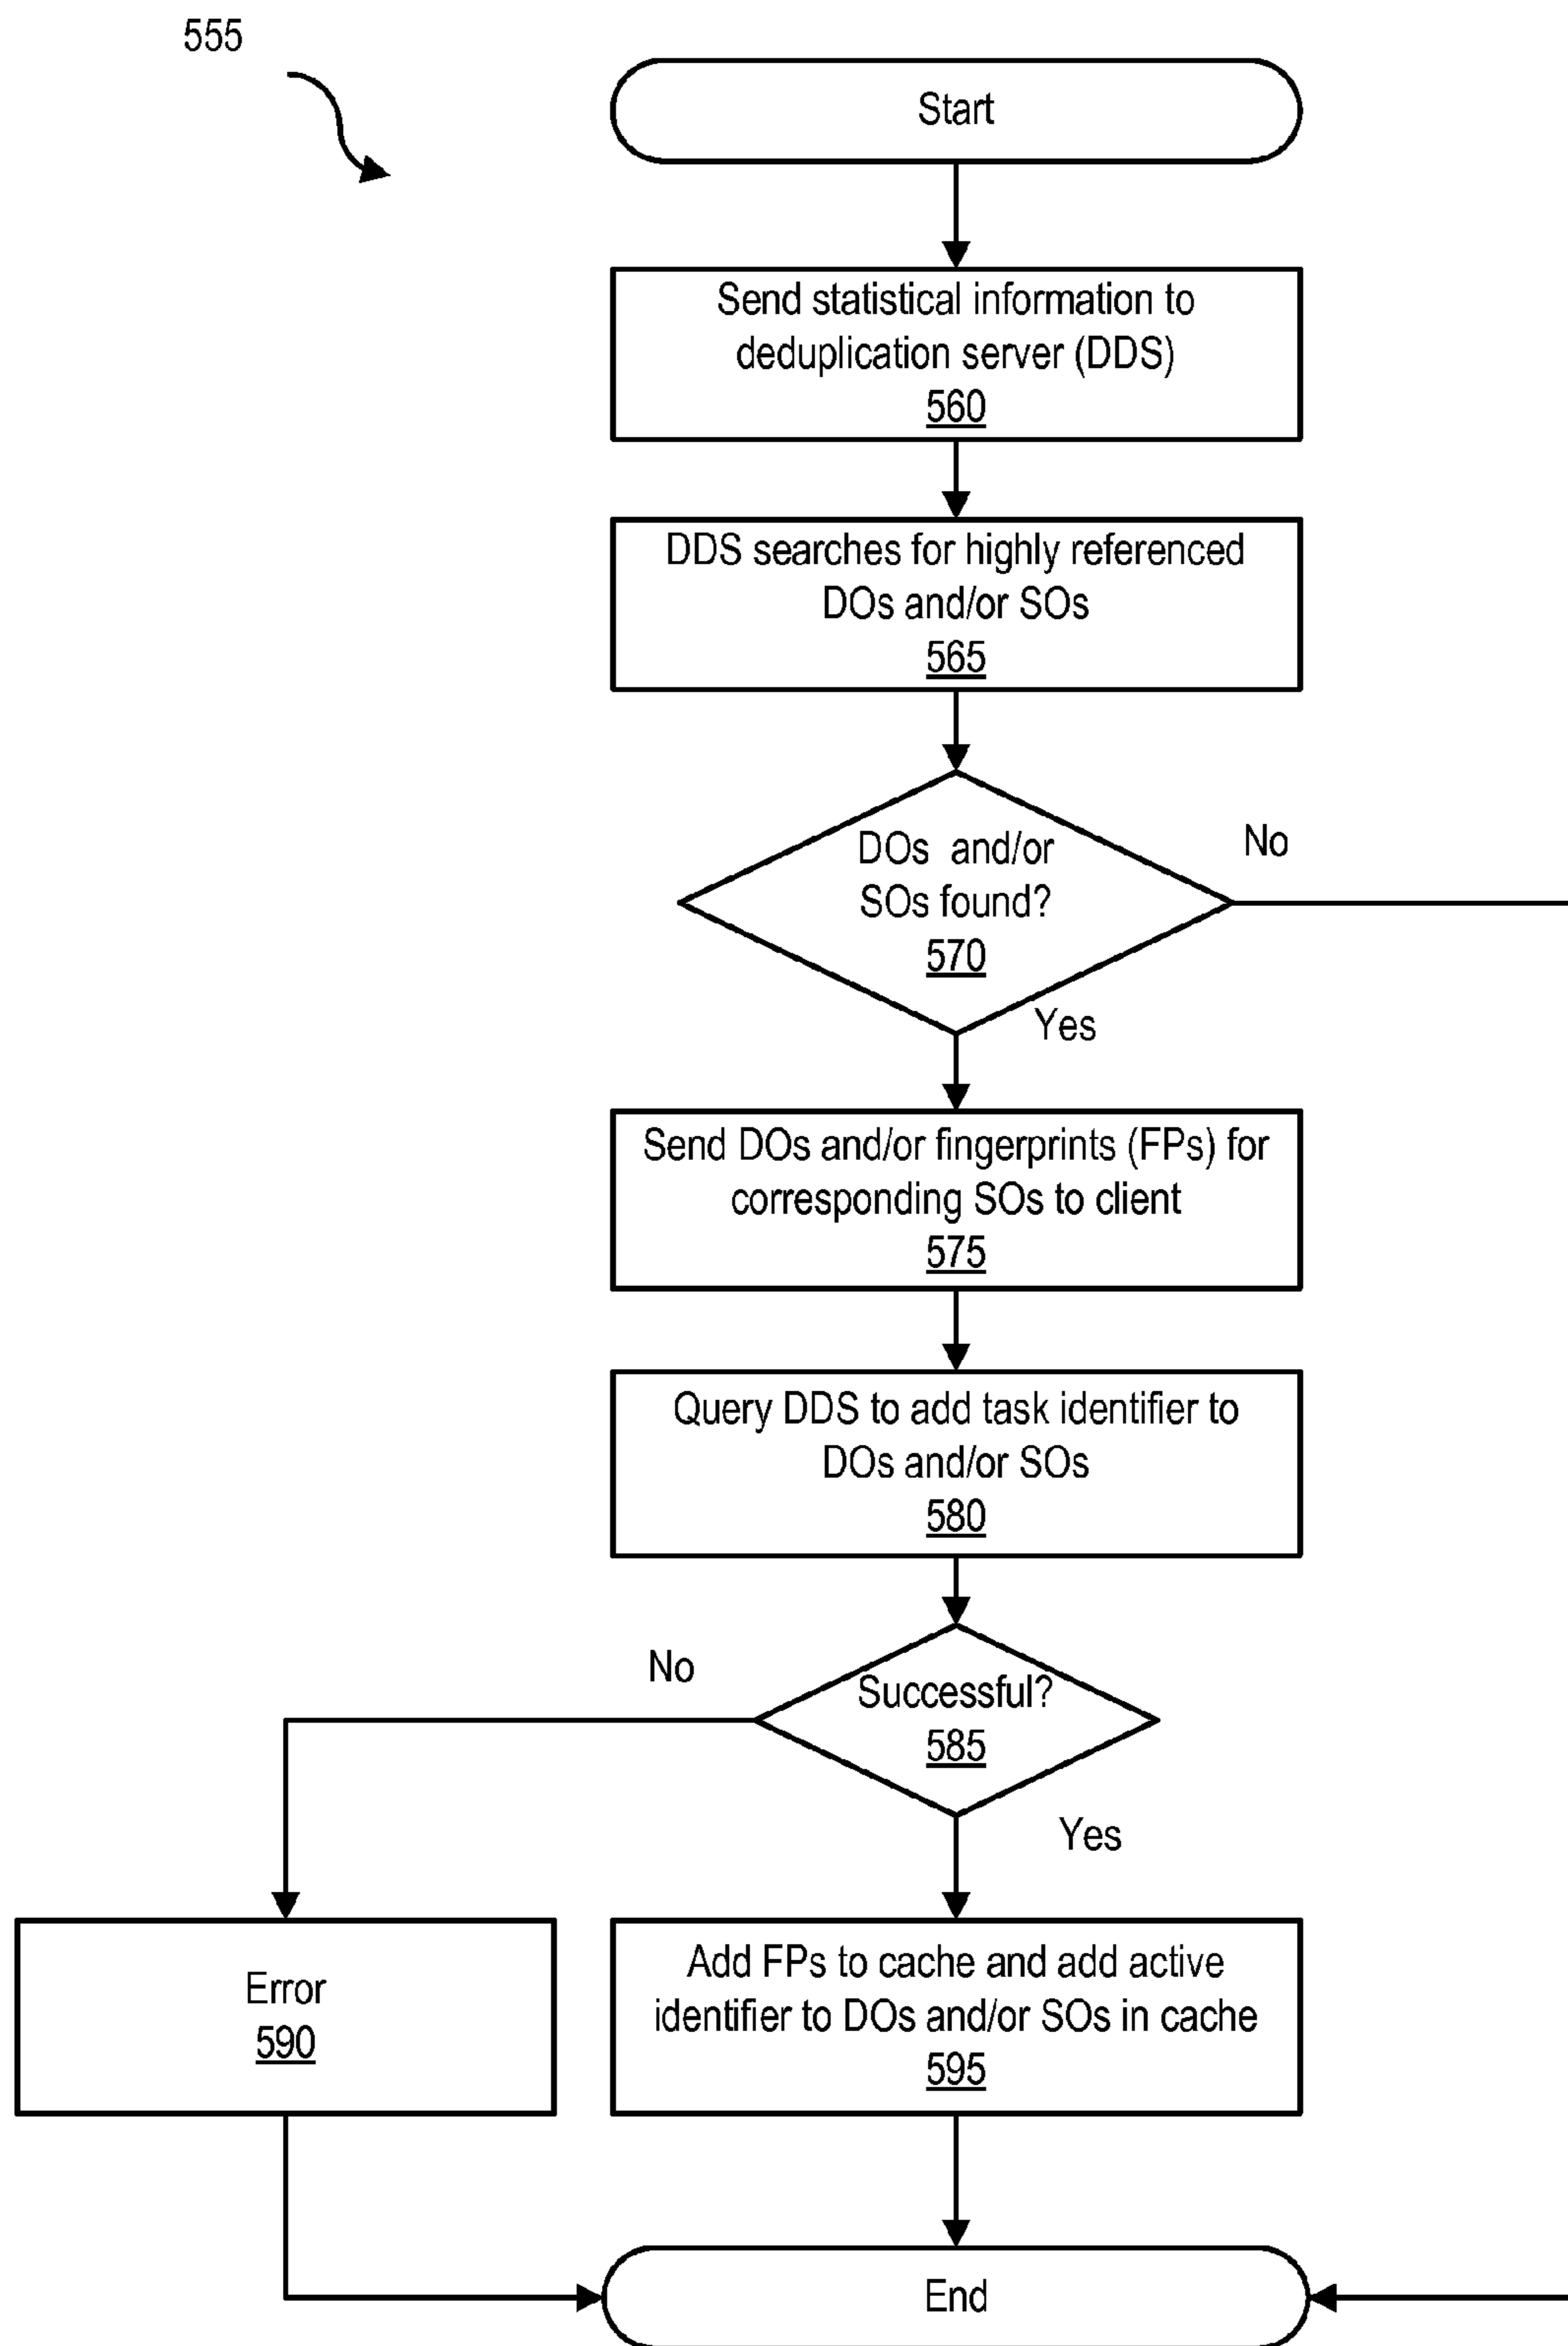 555
Start
Send statistical information to
deduplication server (DDS)
560
DDS searches for highly referenced
DOs and/or SOs
565
DOs and/or
SOs found?
570
No
Yes
Send DOs and/or fingerprints (FPs) for
corresponding SOs to client
575
Query DDS to add task identifier to
DOs and/or SOs
580
No
Successful?
585
Yes
Error
590
Add FPs to cache and add active
identifier to DOs and/or SOs in cache
595
End